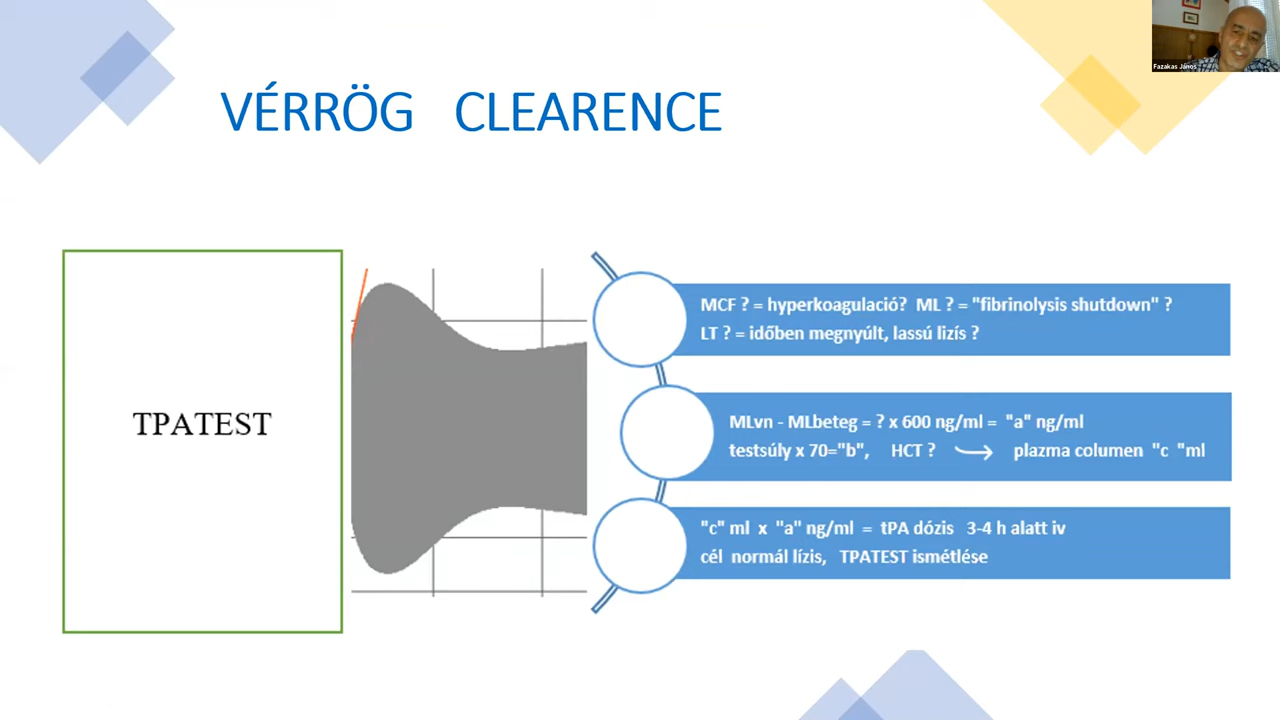 VÉRRÖG CLEARENCE
Fazakas János
TPATEST
MCF ? = hyperkoaguláció? ML ? = "fibrinolysis shutdown" ?
LT ? = időben megnyúlt, lassú lizís ?
MLvn - MLbeteg = ? x 600 ng/ml = "a" ng/ml
testsúly x 70="b", HCT ? plazma columen "c "ml
"c" ml x "a" ng/ml = tPA dózis 3-4 h alatt iv
cél normál lízis, TPATEST ismétlése